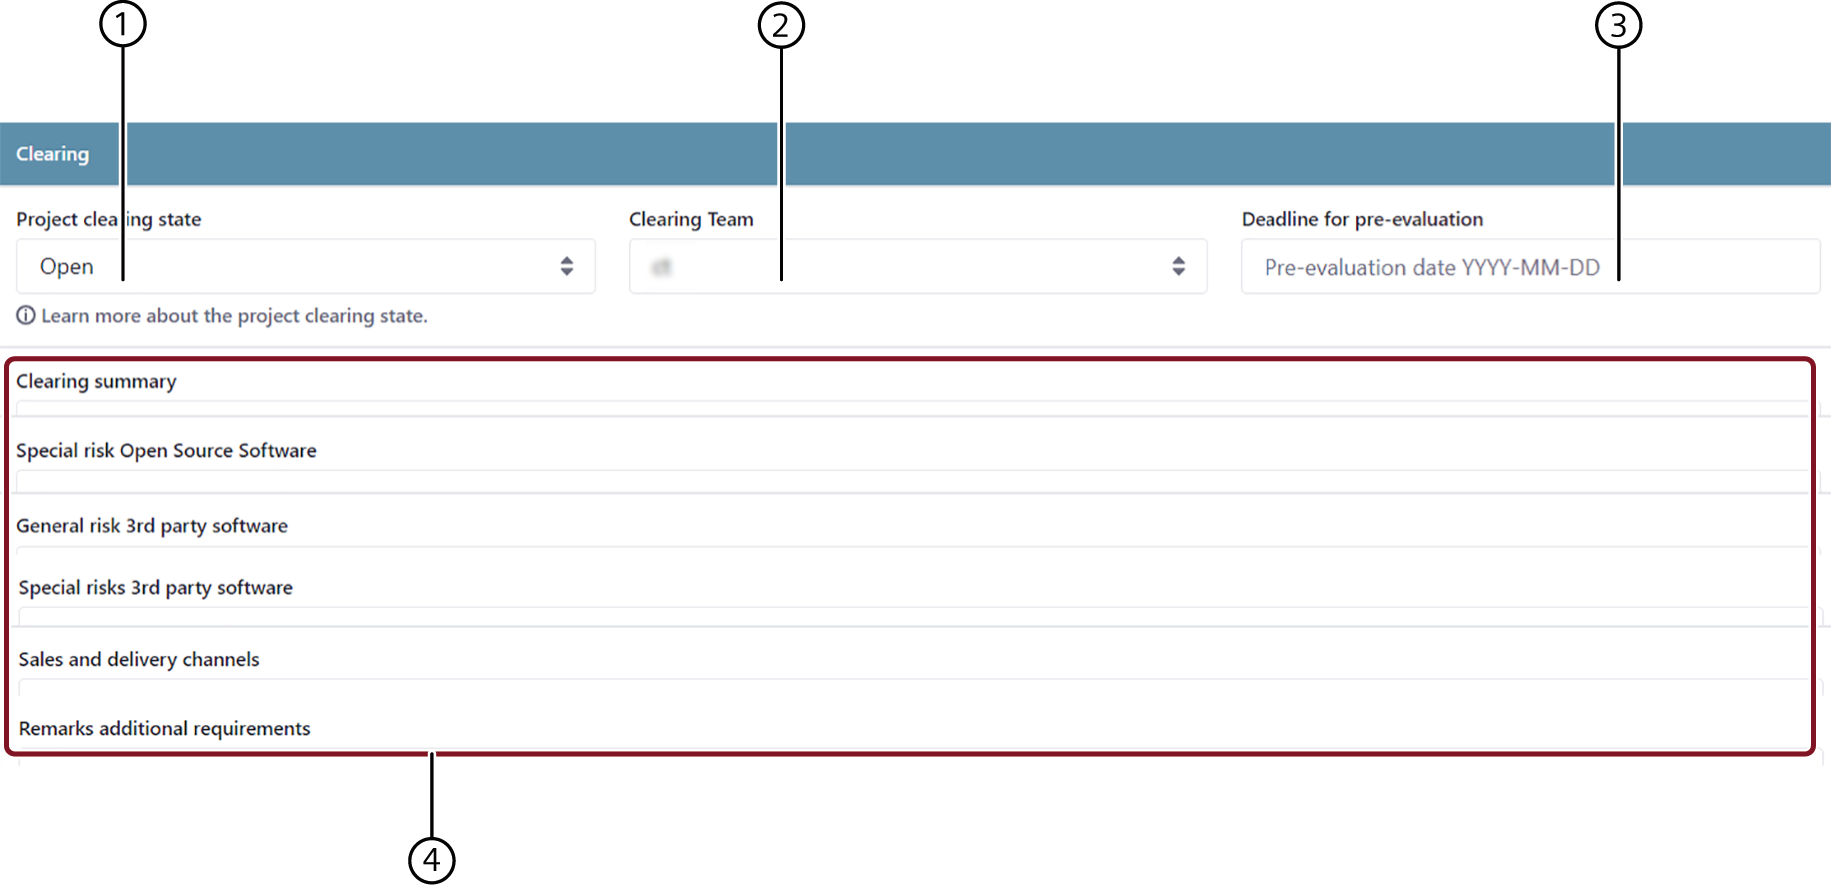 1
2
3
Clearing
Project clearing state
Clearing Team
Deadline for pre-evaluation
Open
Pre-evaluation date YYYY-MM-DD
Learn more about the project clearing state.
Clearing summary
Special risk Open Source Software
General risk 3rd party software
Special risks 3rd party software
Sales and delivery channels
Remarks additional requirements
4